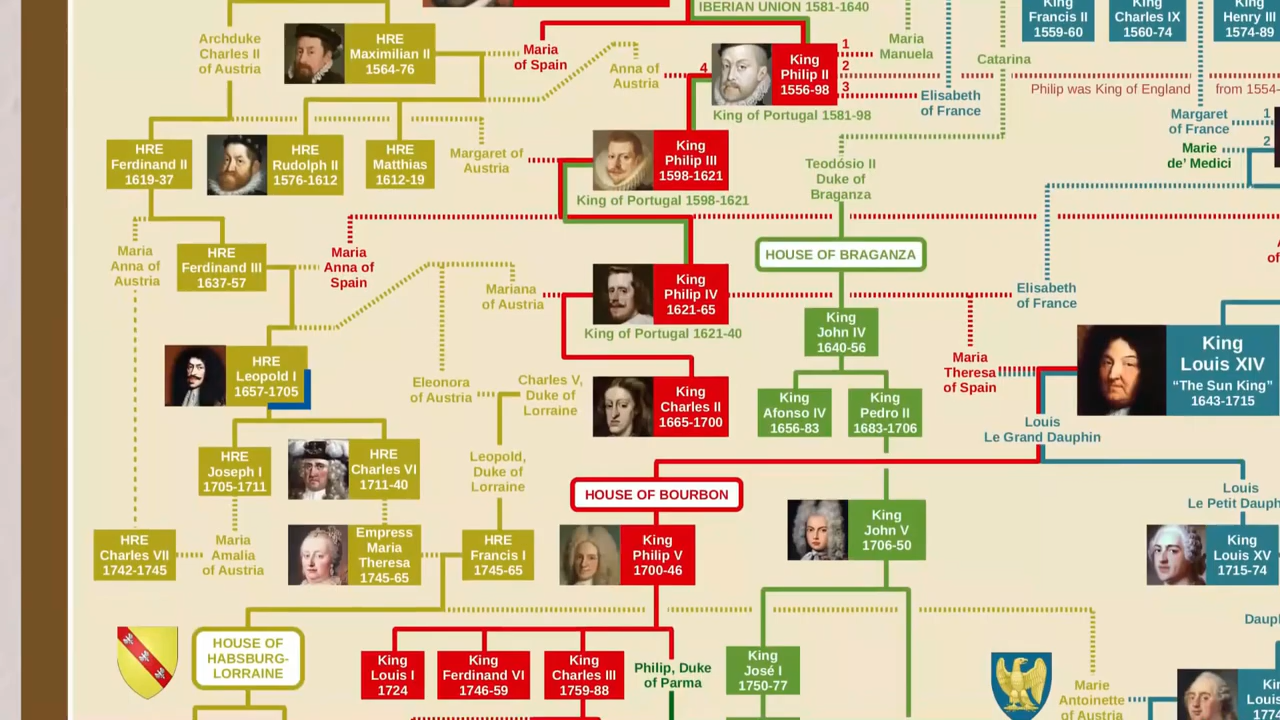 IBERIAN UNION 1581-1640
King
Francis II
1559-60
King
Charles IX
1560-74
King
Henry III
1574-89
Archduke
Charles II
of Austria
HRE
Maximilian II
1564-76
Maria
of Spain
Anna of
Austria
4
King
Philip II
1556-98
1
2
3
Maria
Manuela
Catarina
Elisabeth
of France
Philip was King of England
from 1554-
King of Portugal 1581-98
Margaret
of France
1
2
Marie
de' Medici
HRE
Ferdinand II
1619-37
HRE
Rudolph II
1576-1612
HRE
Matthias
1612-19
Margaret of
Austria
King
Philip III
1598-1621
King of Portugal 1598-1621
Teodósio II
Duke of
Braganza
Maria
Anna of
Austria
HRE
Ferdinand III
1637-57
Maria
Anna of
Spain
HOUSE OF BRAGANZA
Mariana
of Austria
King
Philip IV
1621-65
King of Portugal 1621-40
Elisabeth
of France
King
John IV
1640-56
HRE
Leopold I
1657-1705
Eleonora
of Austria
Charles V,
Duke of
Lorraine
King
Charles II
1665-1700
King
Afonso IV
1656-83
King
Pedro II
1683-1706
Maria
Theresa
of Spain
King
Louis XIV
“The Sun King”
1643-1715
Louis
Le Grand Dauphin
HRE
Joseph I
1705-1711
HRE
Charles VI
1711-40
Leopold,
Duke of
Lorraine
HOUSE OF BOURBON
Louis
Le Petit Dauph
HRE
Charles VII
1742-1745
Maria
Amalia
of Austria
Empress
Maria
Theresa
1745-65
HRE
Francis I
1745-65
King
Philip V
1700-46
King
John V
1706-50
King
Louis XV
1715-74
Dauph
HOUSE OF
HABSBURG-
LORRAINE
King
Louis I
1724
King
Ferdinand VI
1746-59
King
Charles III
1759-88
Philip, Duke
of Parma
King
José I
1750-77
Marie
Antoinette
of Austria